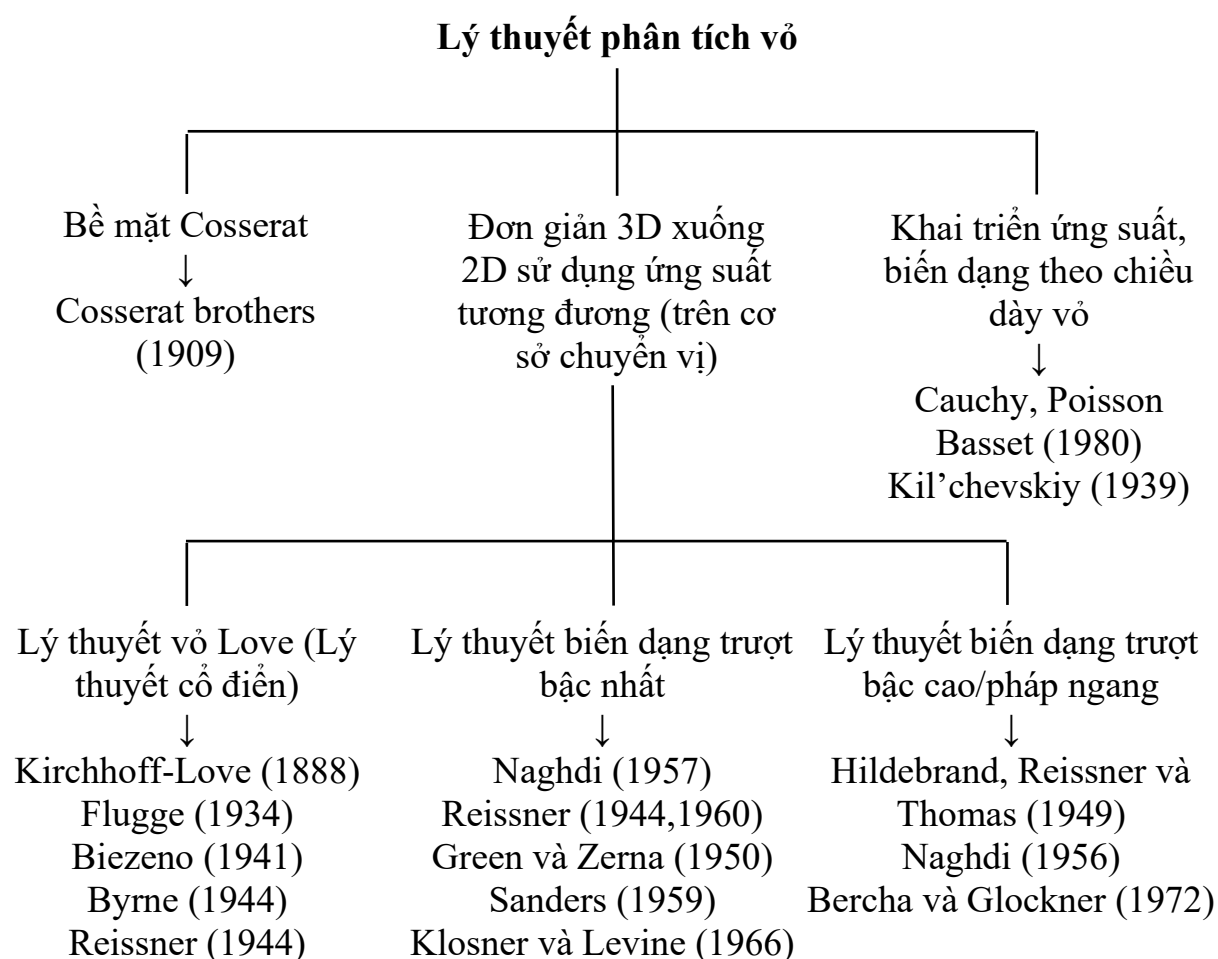 Lý thuyết phân tích vỏ
Bề mặt Cosserat
↓
Cosserat brothers
(1909)
Đơn giản 3D xuống
2D sử dụng ứng suất
tương đương (trên cơ
sở chuyển vị)
Khai triển ứng suất,
biến dạng theo chiều
dày vỏ
↓
Cauchy, Poisson
Basset (1980)
Kil’chevskiy (1939)
Lý thuyết vỏ Love (Lý
thuyết cổ điển)
↓
Kirchhoff-Love (1888)
Flugge (1934)
Biezeno (1941)
Byrne (1944)
Reissner (1944)
Lý thuyết biến dạng trượt
bậc nhất
↓
Naghdi (1957)
Reissner (1944,1960)
Green và Zerna (1950)
Sanders (1959)
Klosner và Levine (1966)
Lý thuyết biến dạng trượt
bậc cao/pháp ngang
↓
Hildebrand, Reissner và
Thomas (1949)
Naghdi (1956)
Bercha và Glockner (1972)